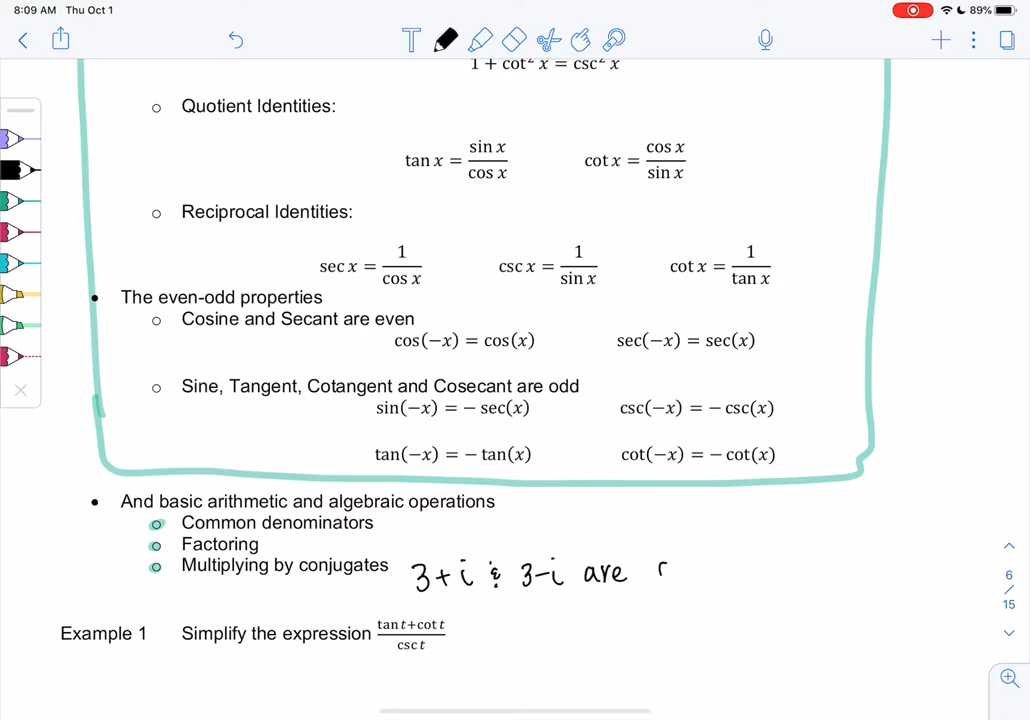 8:09 AM Thu Oct 1 89%
1 + cot² x = csc² x
o Quotient Identities:
tan x = sin x / cos x cot x = cos x / sin x
o Reciprocal Identities:
sec x = 1 / cos x csc x = 1 / sin x cot x = 1 / tan x
• The even-odd properties
o Cosine and Secant are even
cos(−x) = cos(x) sec(−x) = sec(x)
o Sine, Tangent, Cotangent and Cosecant are odd
sin(−x) = − sec(x) csc(−x) = − csc(x)
tan(−x) = − tan(x) cot(−x) = − cot(x)
• And basic arithmetic and algebraic operations
o Common denominators
o Factoring
o Multiplying by conjugates 3+i & 3-i are
Example 1 Simplify the expression tan t+cot t / csc t
6
/
15